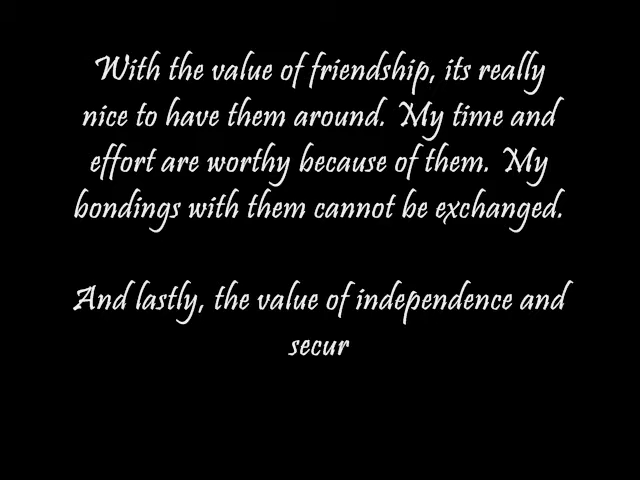 With the value of friendship, its really
nice to have them around. My time and
effort are worthy because of them. My
bondings with them cannot be exchanged.
And lastly, the value of independence and
secur